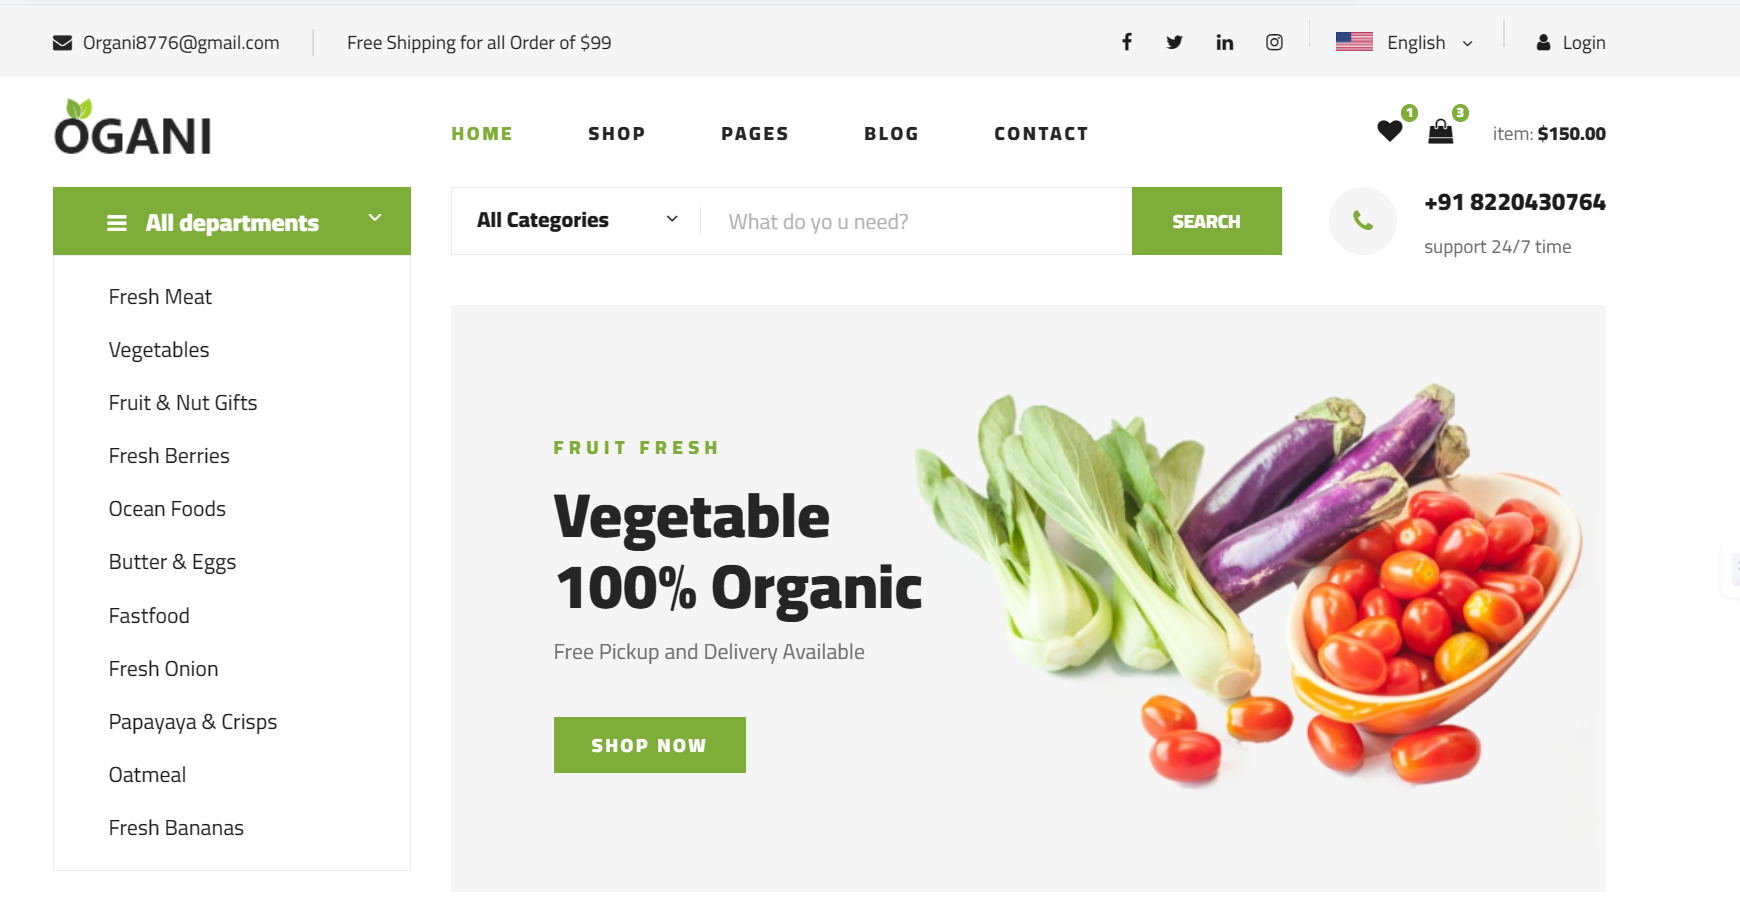 Organi8776@gmail.com
Free Shipping for all Order of $99
English
Login
OGANI
HOME
SHOP
PAGES
BLOG
CONTACT
1
3
item: $150.00
All departments
All Categories
What do yo u need?
SEARCH
+91 8220430764
support 24/7 time
Fresh Meat
Vegetables
Fruit & Nut Gifts
Fresh Berries
Ocean Foods
Butter & Eggs
Fastfood
Fresh Onion
Papayaya & Crisps
Oatmeal
Fresh Bananas
FRUIT FRESH
Vegetable
100% Organic
Free Pickup and Delivery Available
SHOP NOW